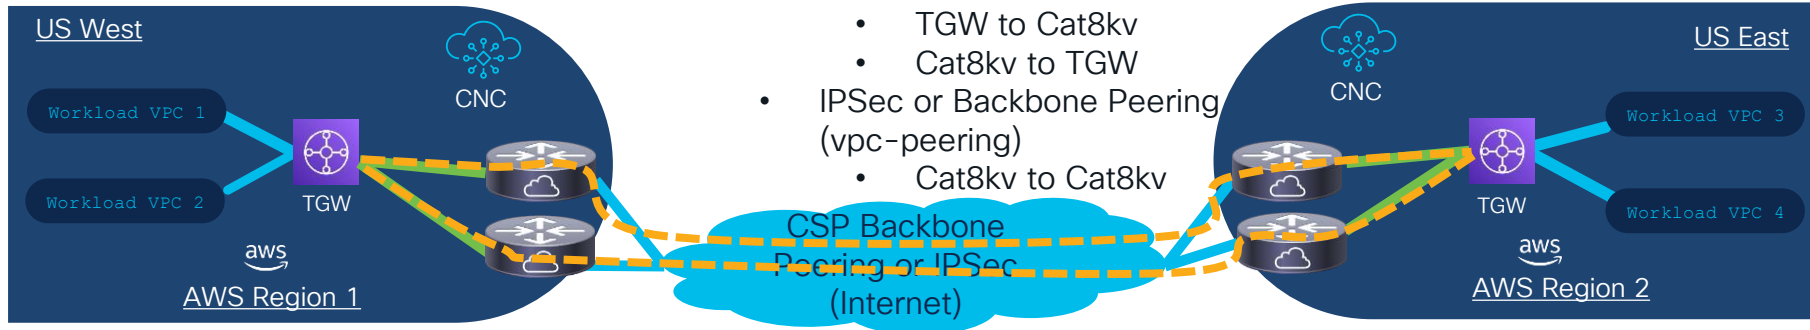 US West
CNC
Workload VPC 1
Workload VPC 2
TGW
aws
AWS Region 1
• TGW to Cat8kv
• Cat8kv to TGW
• IPSec or Backbone Peering
(vpc-peering)
• Cat8kv to Cat8kv
CSP Backbone
Peering or IPSec
(Internet)
US East
CNC
Workload VPC 3
TGW
Workload VPC 4
aws
AWS Region 2